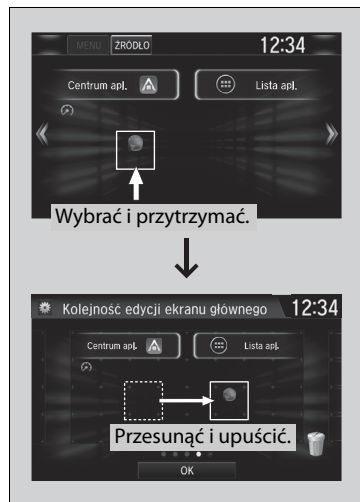 MENU ŹRÓDŁO 12:34
Centrum apl. Lista apl.
Wybrać i przytrzymać.
Kolejność edycji ekranu głównego 12:34
Centrum apl. Lista apl.
Przesunąć i upuścić.
OK